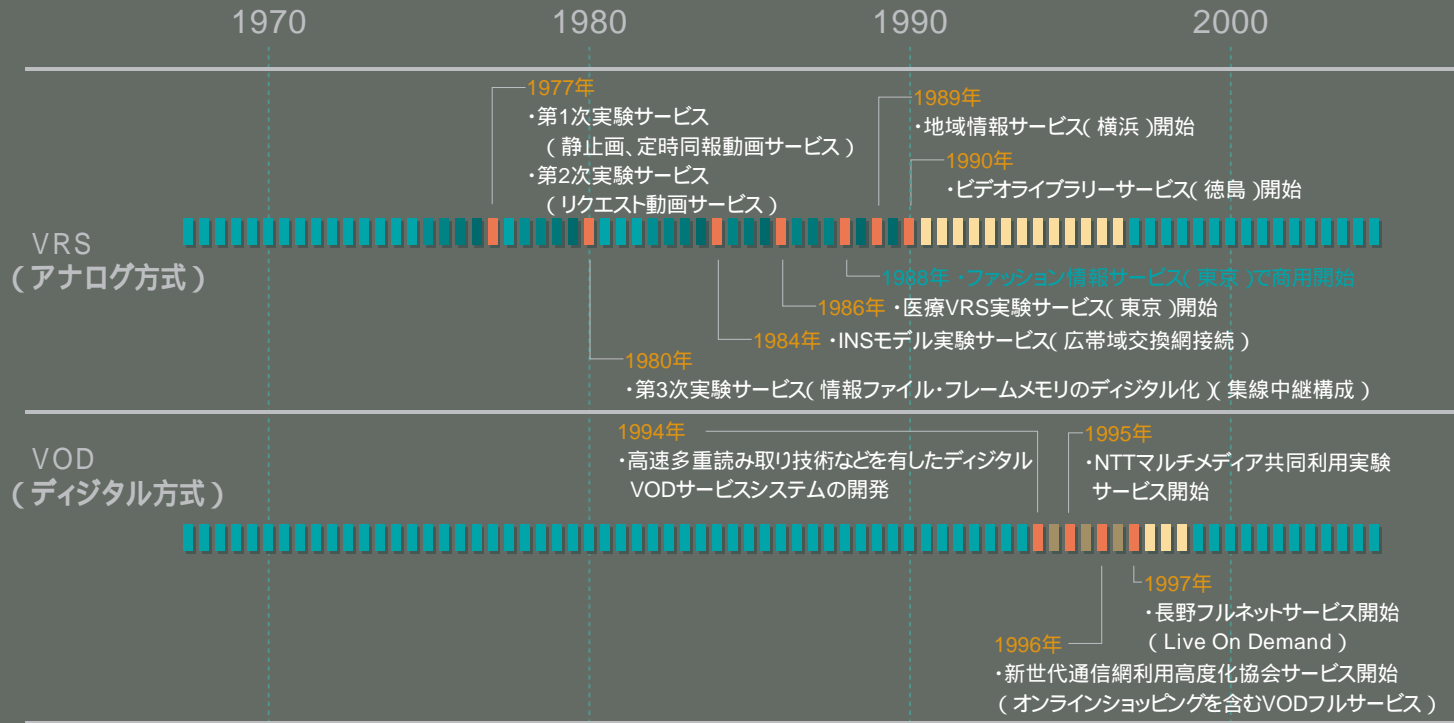 1970
1980
1990
2000
1977年
・第1次実験サービス
(静止画、定時同報動画サービス)
・第2次実験サービス
(リクエスト動画サービス)
1989年
・地域情報サービス(横浜)開始
1990年
・ビデオライブラリーサービス(徳島)開始
VRS
(アナログ方式)
1988年・ファッション情報サービス(東京)で商用開始
1986年・医療VRS実験サービス(東京)開始
1984年・INSモデル実験サービス(広帯域交換網接続)
1980年
・第3次実験サービス(情報ファイル・フレームメモリのディジタル化)(集線中継構成)
VOD
(ディジタル方式)
1994年
・高速多重読み取り技術などを有したディジタル
VODサービスシステムの開発
1995年
・NTTマルチメディア共同利用実験
サービス開始
1997年
・長野フルネットサービス開始
(Live On Demand)
1996年
・新世代通信網利用高度化協会サービス開始
(オンラインショッピングを含むVODフルサービス)